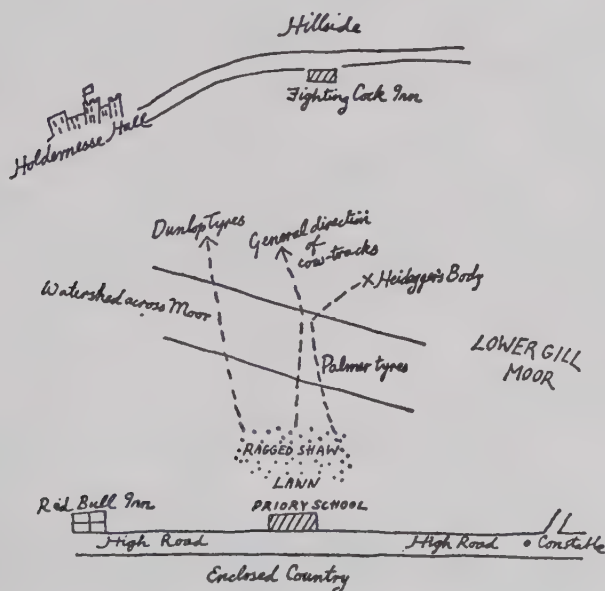 Hillside
Fighting Cock Inn
Holdernesse Hall
Dunlop Tyres
General direction
of
cow-tracks
X Heidegger's Body
Watershed across Moor
LOWER GILL
MOOR
Palmer tyres
RAGGED SHAW
LAWN
PRIORY SCHOOL
Red Bull Inn
High Road
High Road
Constable
Enclosed Country